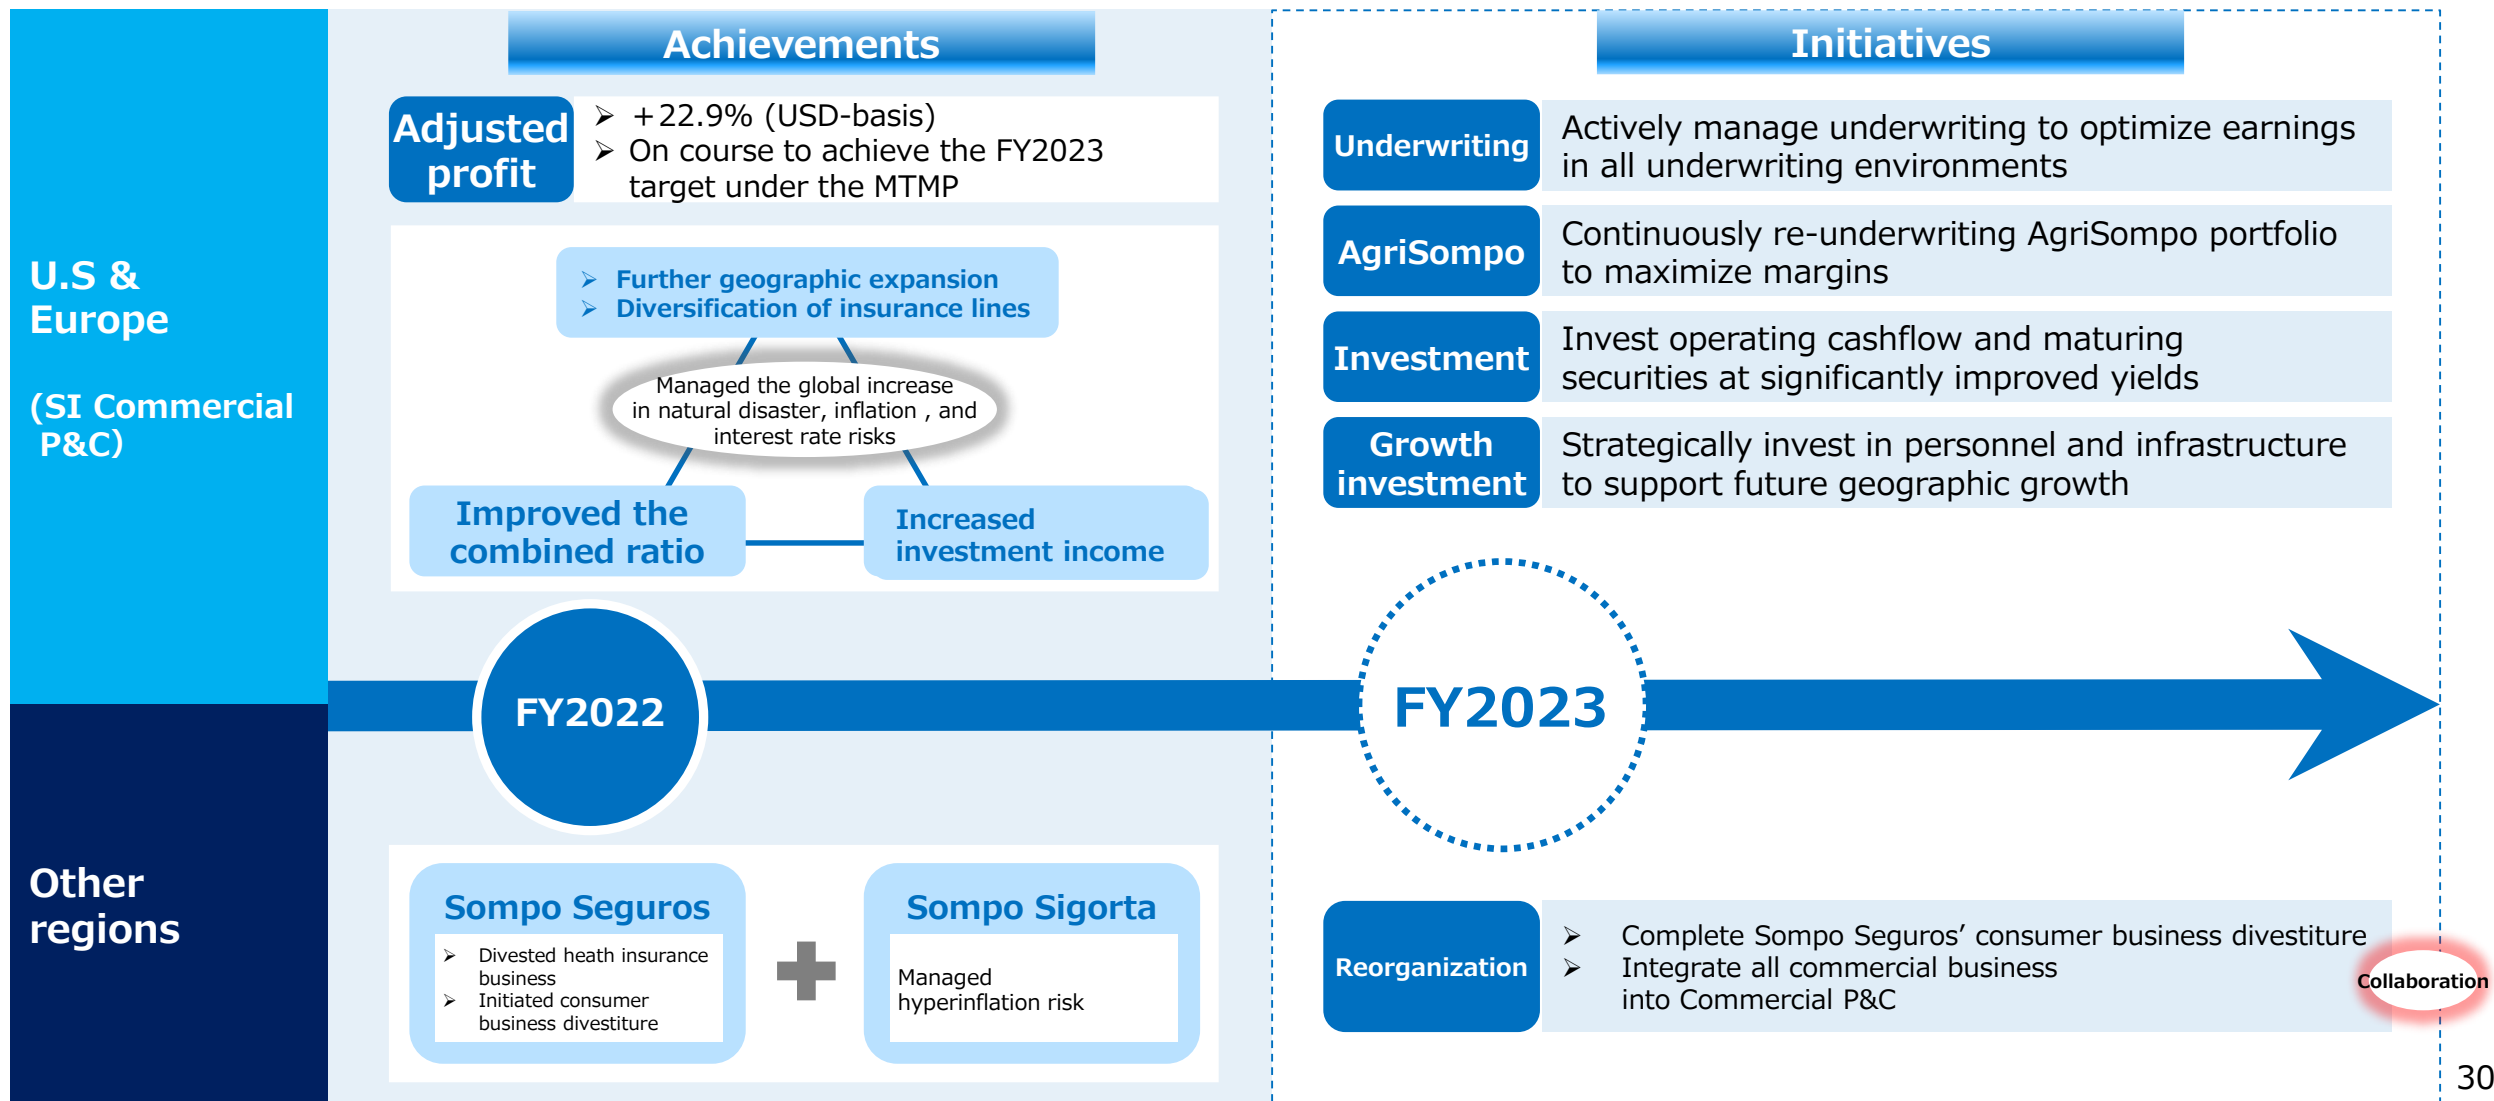 Achievements
Initiatives
U.S &
Europe
(SI Commercial
P&C)
Adjusted
profit
➢ +22.9% (USD-basis)
➢ On course to achieve the FY2023
target under the MTMP
➢ Further geographic expansion
➢ Diversification of insurance lines
Managed the global increase
in natural disaster, inflation , and
interest rate risks
Improved the
combined ratio
Increased
investment income
Underwriting
Actively manage underwriting to optimize earnings
in all underwriting environments
AgriSompo
Continuously re-underwriting AgriSompo portfolio
to maximize margins
Investment
Invest operating cashflow and maturing
securities at significantly improved yields
Growth
investment
Strategically invest in personnel and infrastructure
to support future geographic growth
FY2022
FY2023
Other
regions
Sompo Seguros
➢ Divested heath insurance
business
➢ Initiated consumer
business divestiture
Sompo Sigorta
Managed
hyperinflation risk
Reorganization
➢ Complete Sompo Seguros’ consumer business divestiture
➢ Integrate all commercial business
into Commercial P&C
Collaboration
30